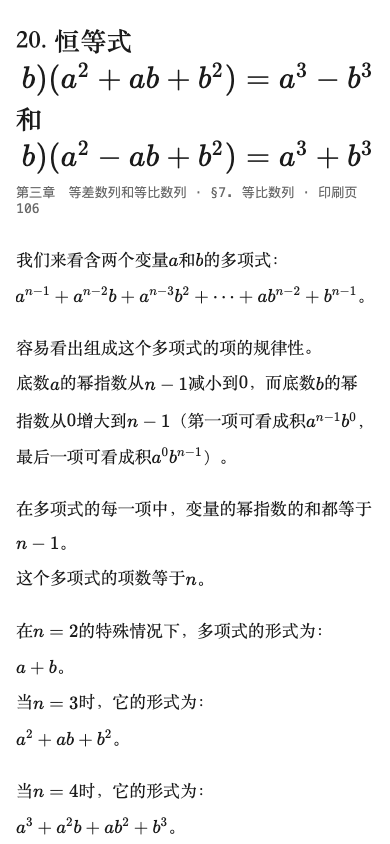 20. 恒等式
b)(a² + ab + b²) = a³ − b³
和
b)(a² − ab + b²) = a³ + b³
第三章 等差数列和等比数列 · §7. 等比数列 · 印刷页
106
我们来看含两个变量a和b的多项式：
aⁿ⁻¹ + aⁿ⁻²b + aⁿ⁻³b² + ··· + abⁿ⁻² + bⁿ⁻¹。
容易看出组成这个多项式的项的规律性。
底数a的幂指数从n − 1减小到0，而底数b的幂
指数从0增大到n − 1（第一项可看成积aⁿ⁻¹b⁰，
最后一项可看成积a⁰bⁿ⁻¹）。
在多项式的每一项中，变量的幂指数的和都等于
n − 1。
这个多项式的项数等于n。
在n = 2的特殊情况下，多项式的形式为：
a + b。
当n = 3时，它的形式为：
a² + ab + b²。
当n = 4时，它的形式为：
a³ + a²b + ab² + b³。